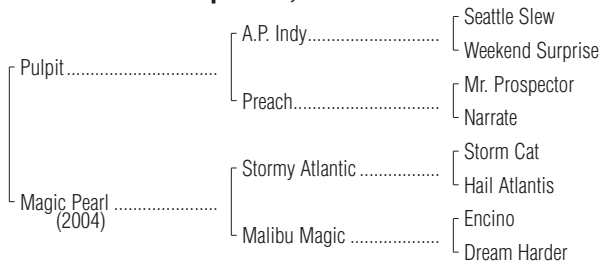 Seattle Slew
A.P. Indy
Weekend Surprise
Pulpit
Mr. Prospector
Preach
Narrate
Storm Cat
Stormy Atlantic
Hail Atlantis
Magic Pearl
(2004)
Encino
Malibu Magic
Dream Harder